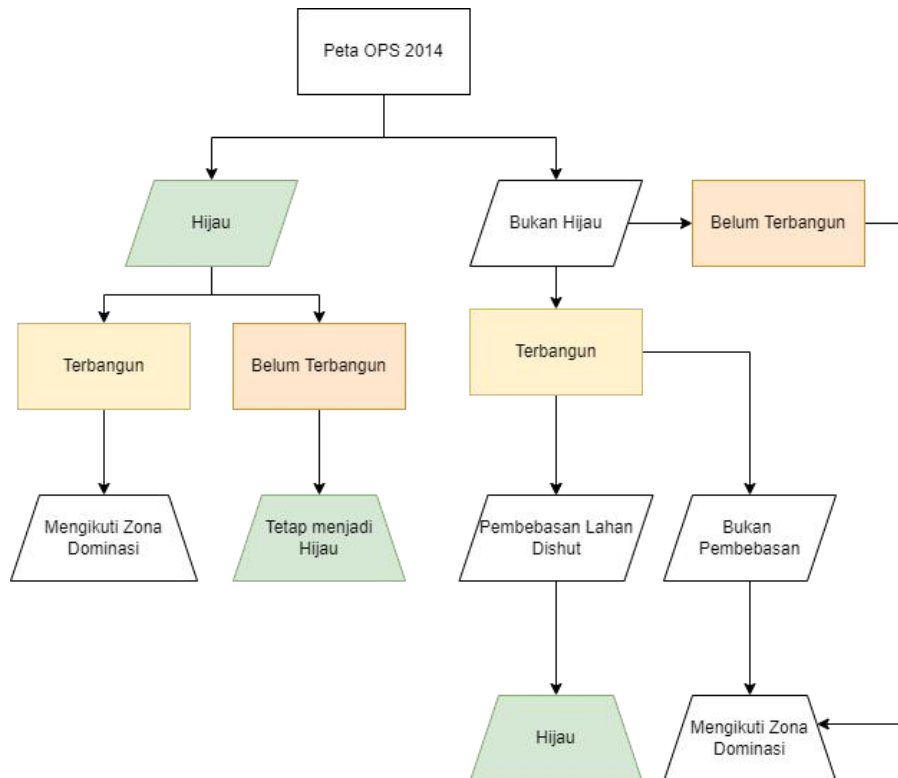 Peta OPS 2014
Hijau
Bukan Hijau
Belum Terbangun
Terbangun
Belum Terbangun
Terbangun
Mengikuti Zona
Dominasi
Tetap menjadi
Hijau
Pembebasan Lahan
Dishut
Bukan
Pembebasan
Hijau
Mengikuti Zona
Dominasi